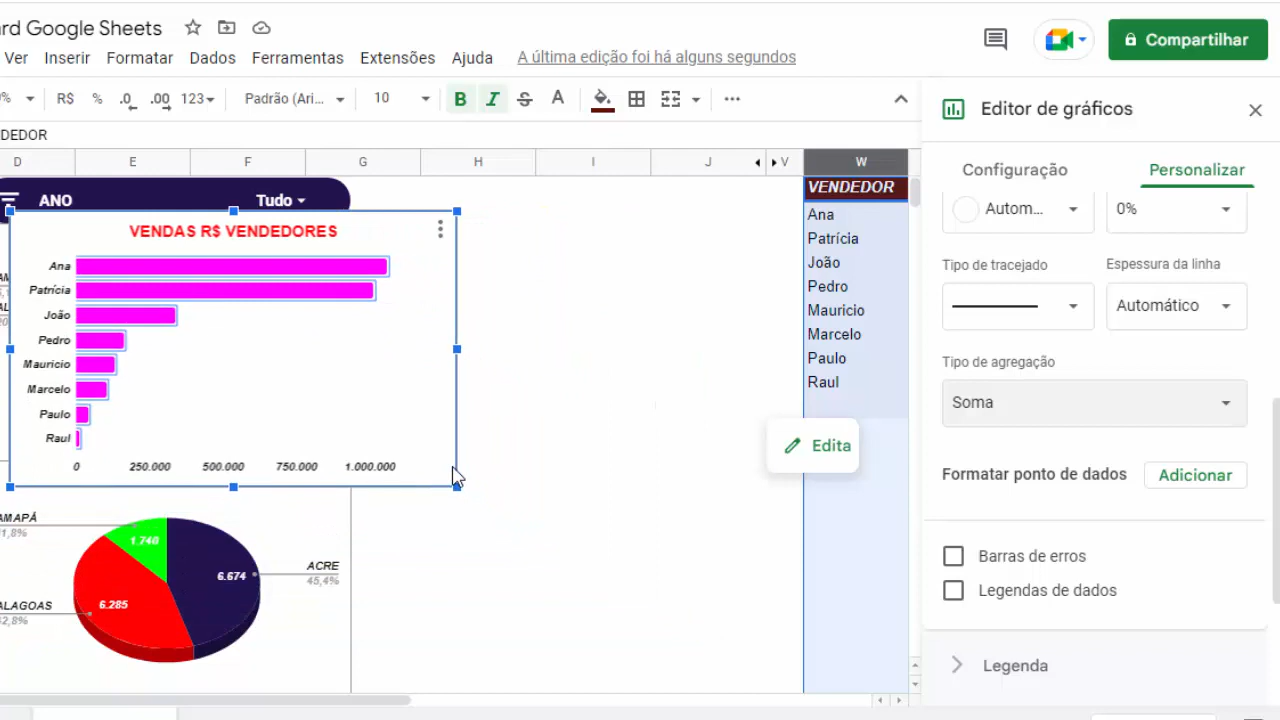 rd Google Sheets
Compartilhar
Ver Inserir Formatar Dados Ferramentas Extensões Ajuda A última edição foi há alguns segundos
% R$ % .0 .00 123 Padrão (Ari... 10 B I S A
DEDOR
D E F G H I J V W
Editor de gráficos
Configuração Personalizar
ANO Tudo
VENDEDOR
Autom... 0%
VENDAS R$ VENDEDORES
Ana
Patrícia
João
Pedro
Mauricio
Marcelo
Paulo
Raul
0 250.000 500.000 750.000 1.000.000
Ana
Patrícia
João
Pedro
Mauricio
Marcelo
Paulo
Raul
Edita
Tipo de tracejado Espessura da linha
Automático
Tipo de agregação
Soma
Formatar ponto de dados Adicionar
Barras de erros
Legendas de dados
Legenda
AMAPÁ
1,8%
1.740
6.674
ACRE
45,4%
ALAGOAS
2,8%
6.285